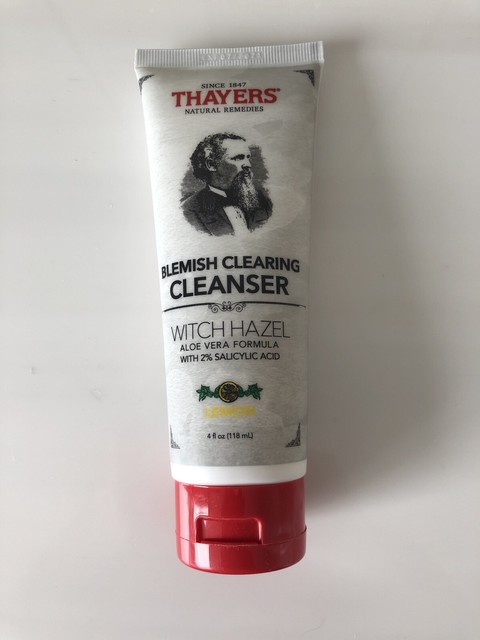 SINCE 1847
THAYERS®
NATURAL REMEDIES
BLEMISH CLEARING
CLEANSER
WITCH HAZEL
ALOE VERA FORMULA
WITH 2% SALICYLIC ACID
LEMON
4 fl oz (118 mL)